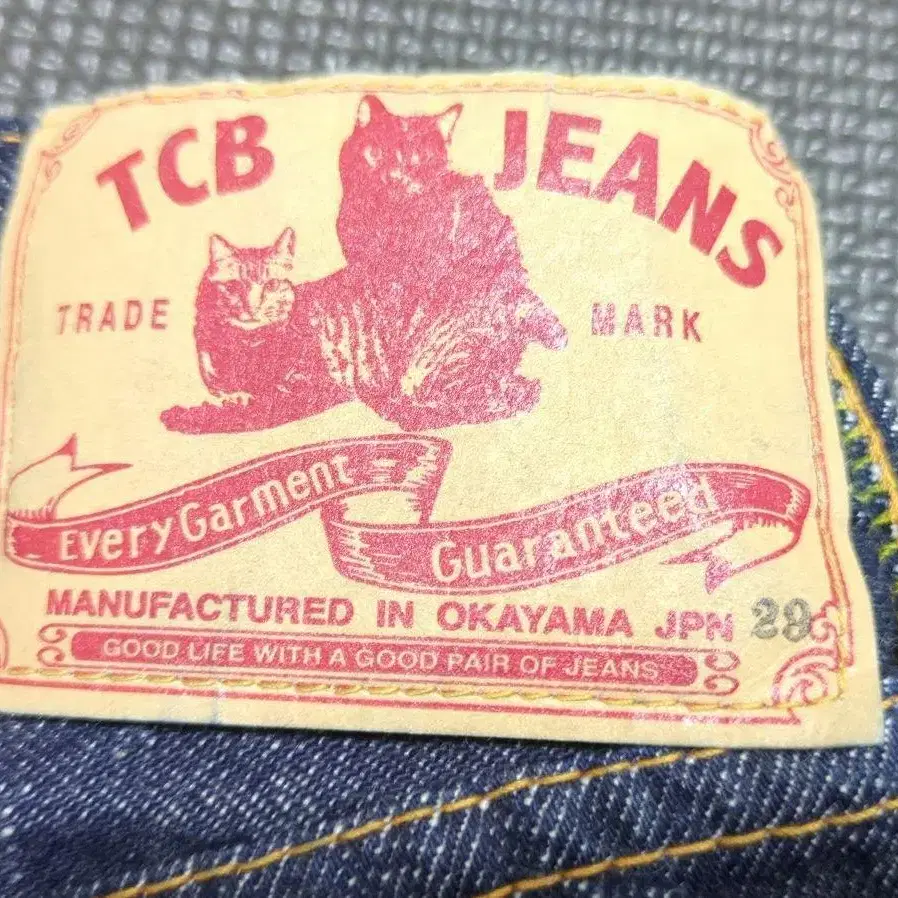 TCB JEANS
TRADE MARK
Every Garment
Guaranteed
MANUFACTURED IN OKAYAMA JPN 29
GOOD LIFE WITH A GOOD PAIR OF JEANS